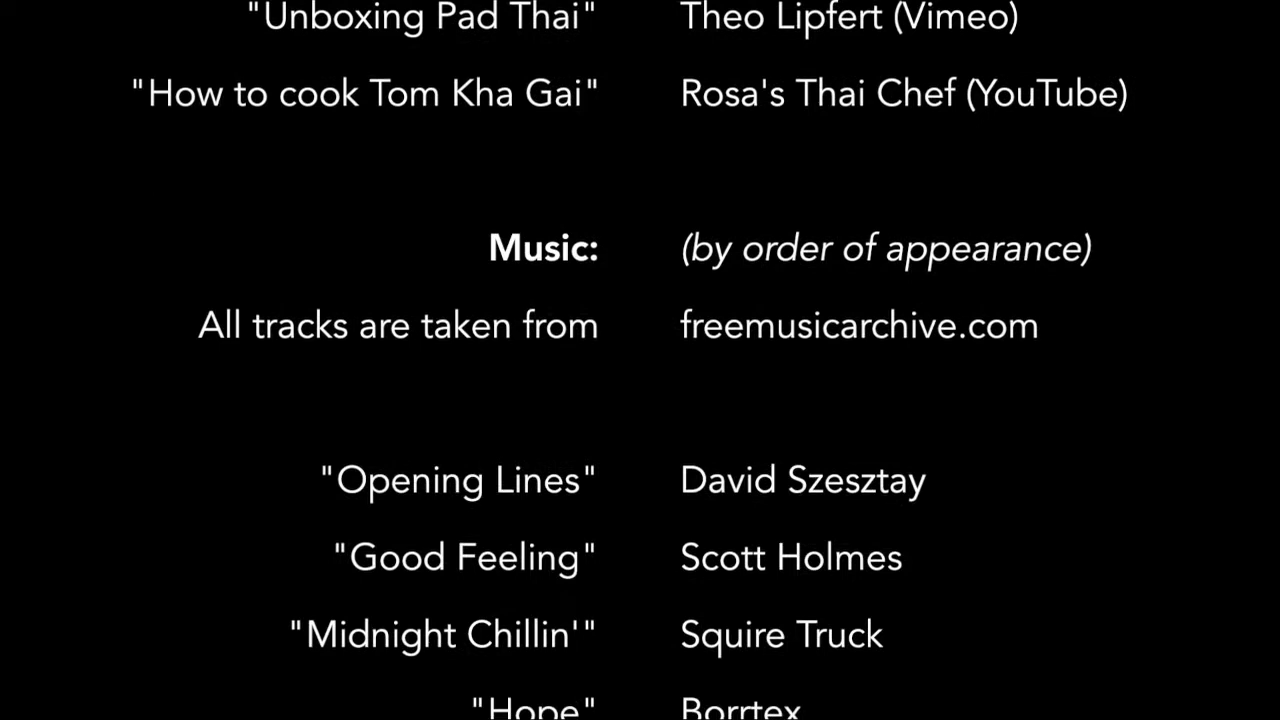 "Unboxing Pad Thai" Theo Lipfert (Vimeo)
"How to cook Tom Kha Gai" Rosa's Thai Chef (YouTube)
Music: (by order of appearance)
All tracks are taken from freemusicarchive.com
"Opening Lines" David Szesztay
"Good Feeling" Scott Holmes
"Midnight Chillin'" Squire Truck
"Hope" Borrtex